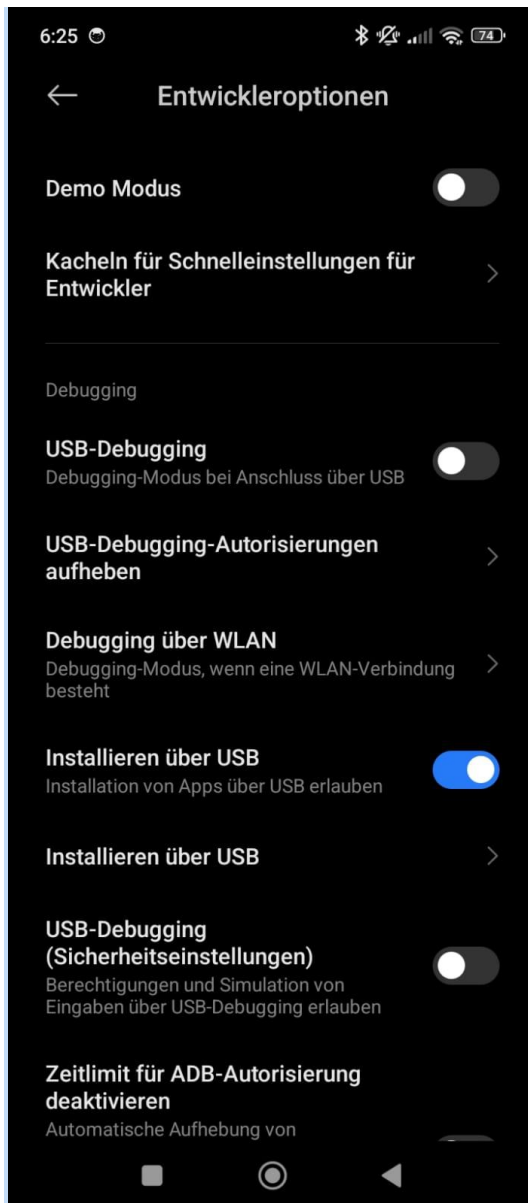 6:25
74
Entwickleroptionen
Demo Modus
Kacheln für Schnelleinstellungen für
Entwickler
Debugging
USB-Debugging
Debugging-Modus bei Anschluss über USB
USB-Debugging-Autorisierungen
aufheben
Debugging über WLAN
Debugging-Modus, wenn eine WLAN-Verbindung
besteht
Installieren über USB
Installation von Apps über USB erlauben
Installieren über USB
USB-Debugging
(Sicherheitseinstellungen)
Berechtigungen und Simulation von
Eingaben über USB-Debugging erlauben
Zeitlimit für ADB-Autorisierung
deaktivieren
Automatische Aufhebung von